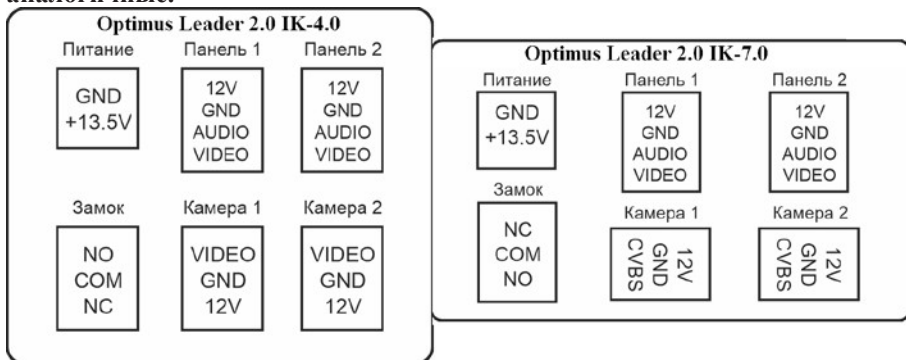 аналогичные.
Optimus Leader 2.0 IK-4.0
Питание
Панель 1
Панель 2
GND
+13.5V
12V
GND
AUDIO
VIDEO
12V
GND
AUDIO
VIDEO
Замок
Камера 1
Камера 2
NO
COM
NC
VIDEO
GND
12V
VIDEO
GND
12V
Optimus Leader 2.0 IK-7.0
Питание
Панель 1
Панель 2
GND
+13.5V
12V
GND
AUDIO
VIDEO
12V
GND
AUDIO
VIDEO
Замок
Камера 1
Камера 2
NC
COM
NO
12V
GND
CVBS
12V
GND
CVBS